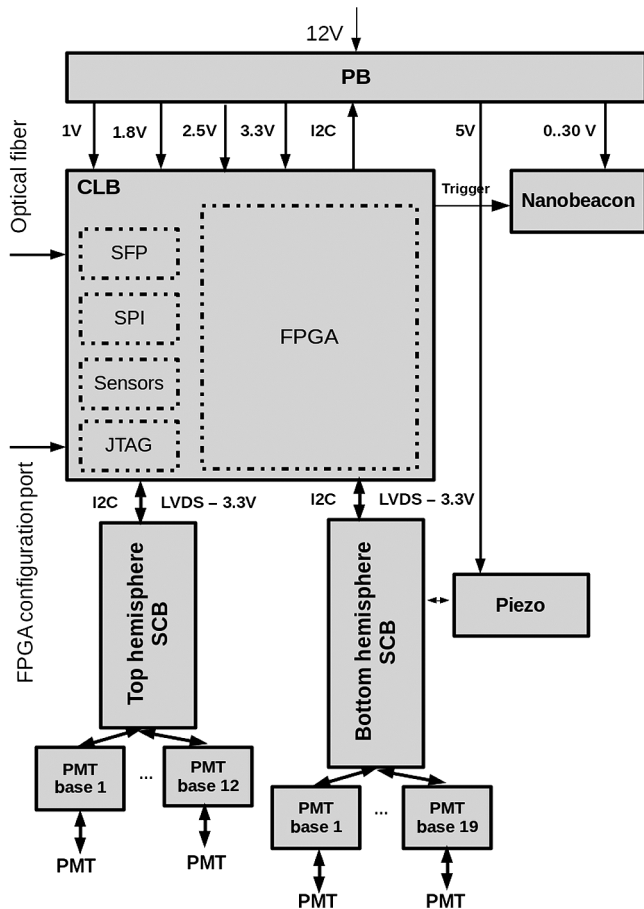 12V
PB
1V
1.8V
2.5V
3.3V
I2C
5V
0..30 V
Optical fiber
CLB
Trigger
Nanobeacon
SFP
SPI
Sensors
JTAG
FPGA
FPGA configuration port
I2C
LVDS – 3.3V
I2C
LVDS – 3.3V
Top hemisphere
SCB
Bottom hemisphere
SCB
Piezo
PMT
base 1
...
PMT
base 12
PMT
base 1
...
PMT
base 19
PMT
PMT
PMT
PMT